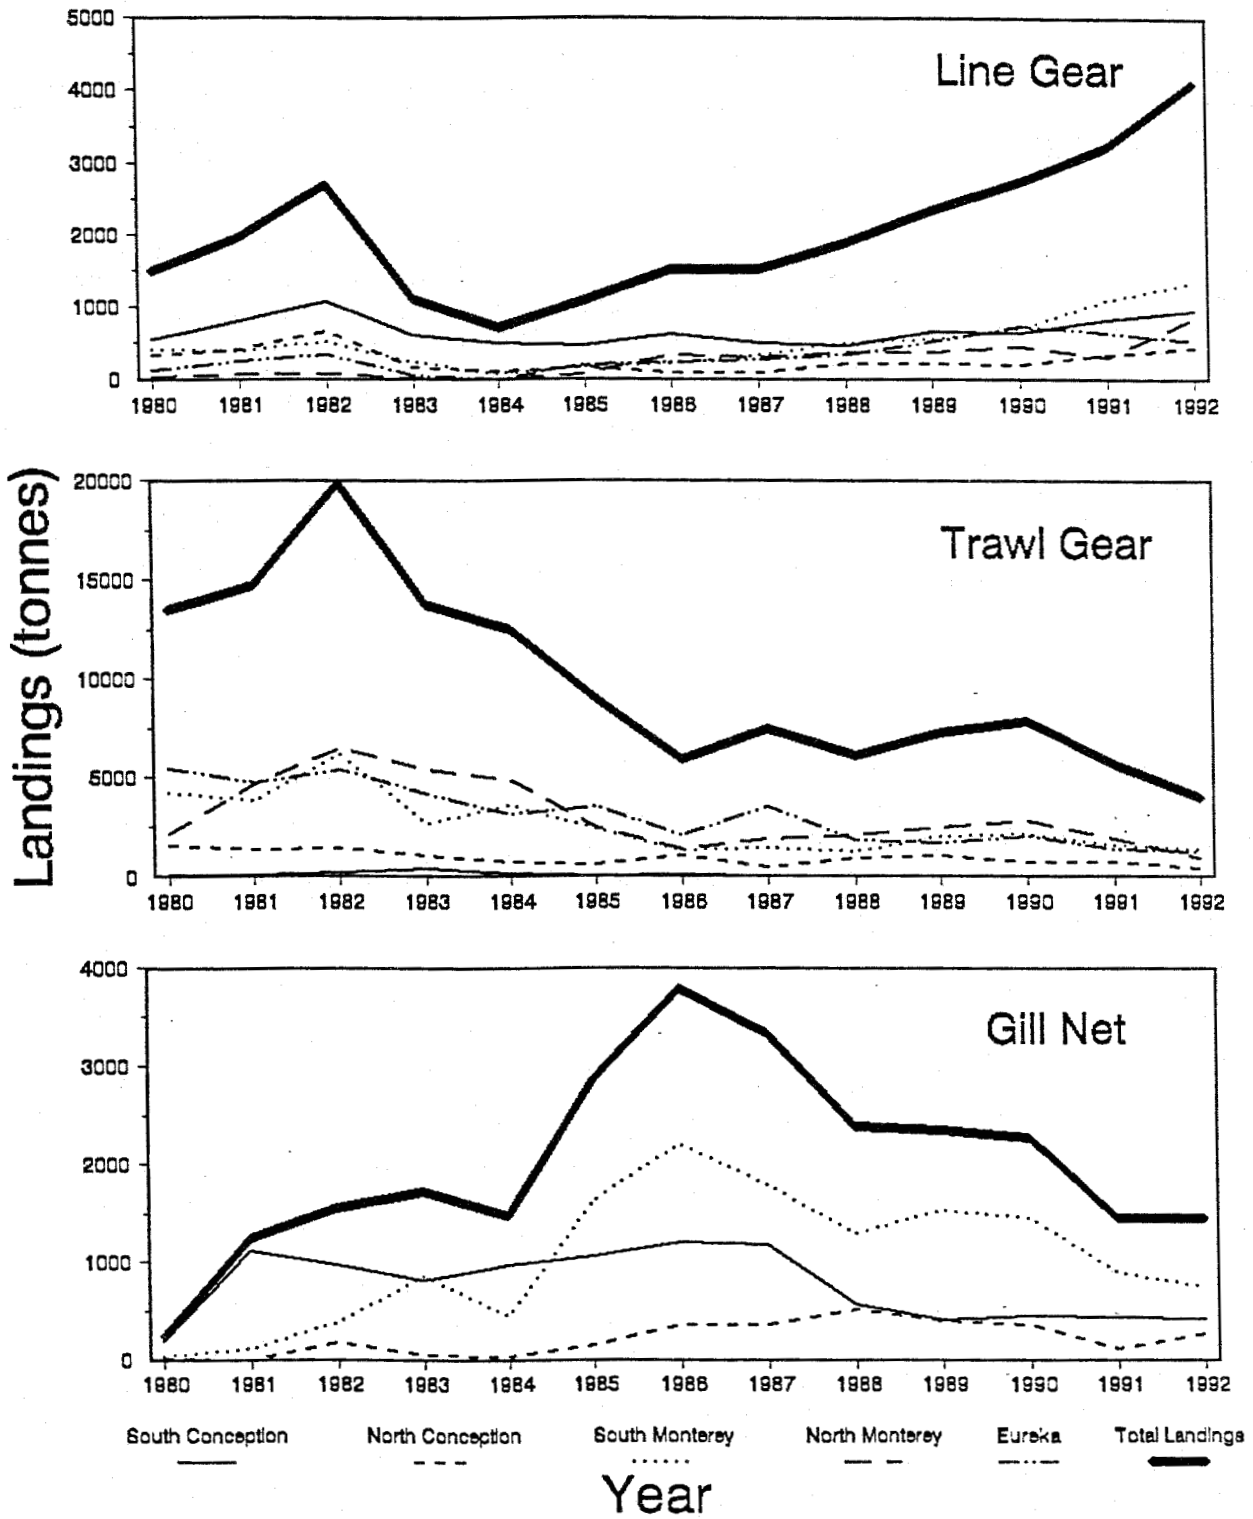 5000
4000
3000
2000
1000
0
Line Gear
1980 1981 1982 1983 1984 1985 1986 1987 1988 1989 1990 1991 1992
Landings (tonnes)
20000
15000
10000
5000
0
Trawl Gear
1980 1981 1982 1983 1984 1985 1986 1987 1988 1989 1990 1991 1992
4000
3000
2000
1000
0
Gill Net
1980 1981 1982 1983 1984 1985 1986 1987 1988 1989 1990 1991 1992
South Conception North Conception South Monterey North Monterey Eureka Total Landings
Year